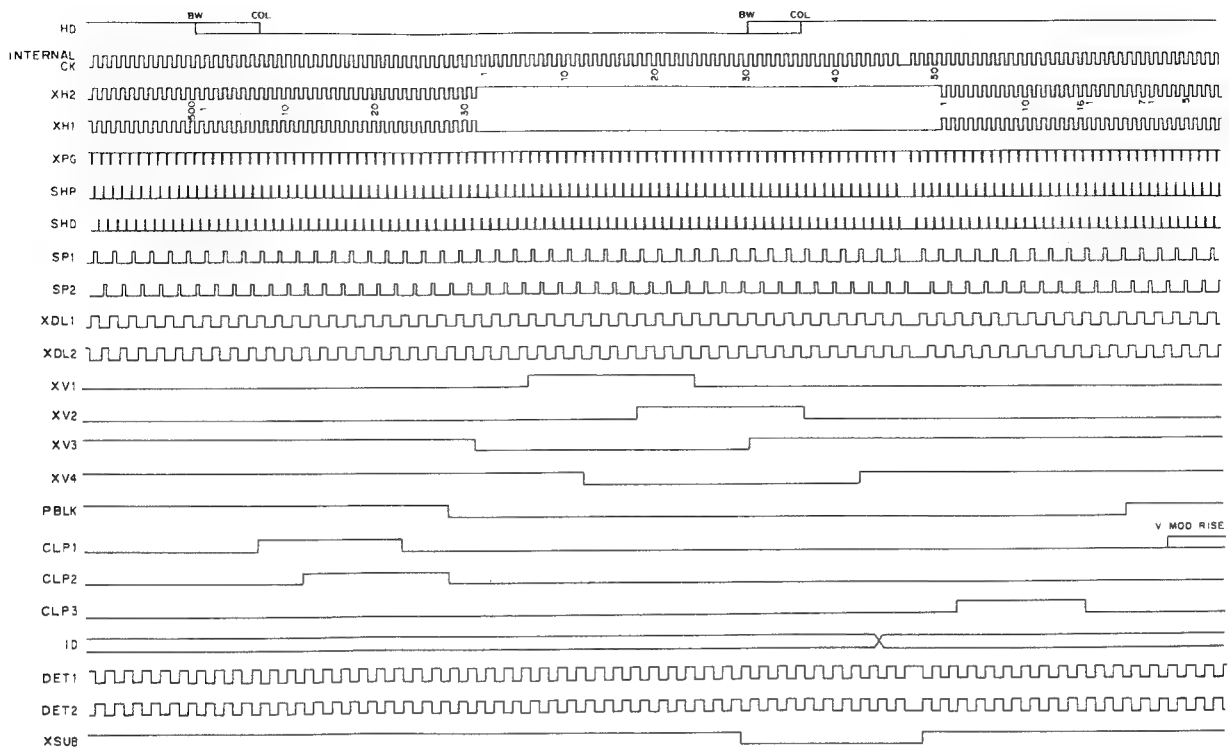 BW COL BW COL
HD
INTERNAL
CK
1 10 20 30 40 50
XH2
500 1 10 20 30 1 10 16 1 7 1 5
XH1
XPG
SHP
SHD
SP1
SP2
XDL1
XDL2
XV1
XV2
XV3
XV4
PBLK
V MOD RISE
CLP1
CLP2
CLP3
ID
DET1
DET2
XSUB